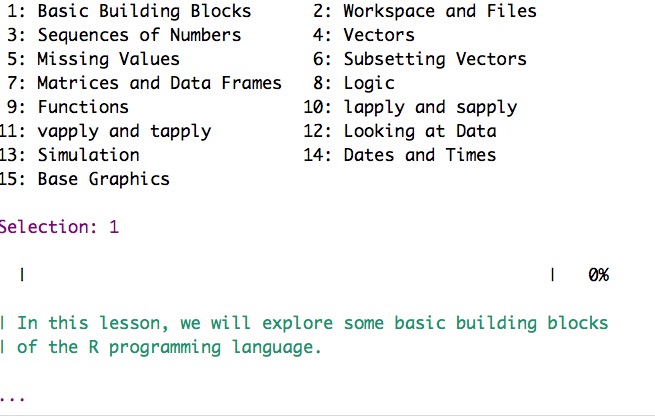 1: Basic Building Blocks 2: Workspace and Files
3: Sequences of Numbers 4: Vectors
5: Missing Values 6: Subsetting Vectors
7: Matrices and Data Frames 8: Logic
9: Functions 10: lapply and sapply
11: vapply and tapply 12: Looking at Data
13: Simulation 14: Dates and Times
15: Base Graphics
Selection: 1
| | 0%
| In this lesson, we will explore some basic building blocks
| of the R programming language.
...